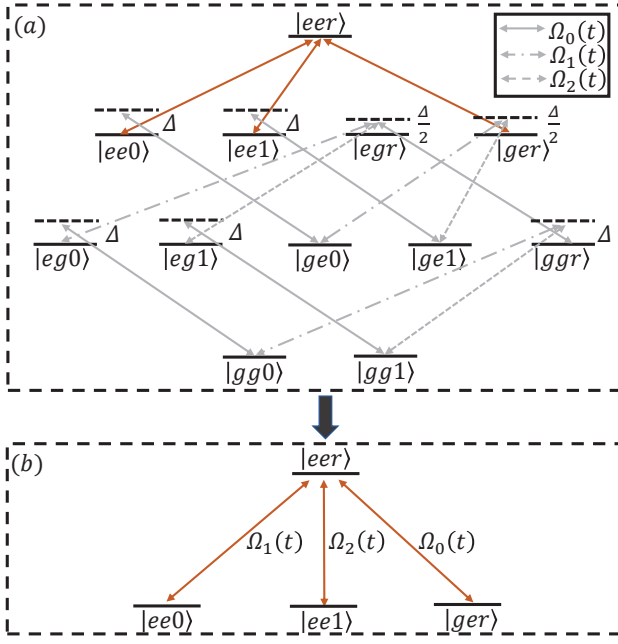 (a)
|eer⟩
Ω₀(t)
Ω₁(t)
Ω₂(t)
Δ Δ Δ/2 Δ/2
|ee0⟩ |ee1⟩ |egr⟩ |ger⟩
Δ Δ Δ
|eg0⟩ |eg1⟩ |ge0⟩ |ge1⟩ |ggr⟩
|gg0⟩ |gg1⟩
(b)
|eer⟩
Ω₁(t) Ω₂(t) Ω₀(t)
|ee0⟩ |ee1⟩ |ger⟩